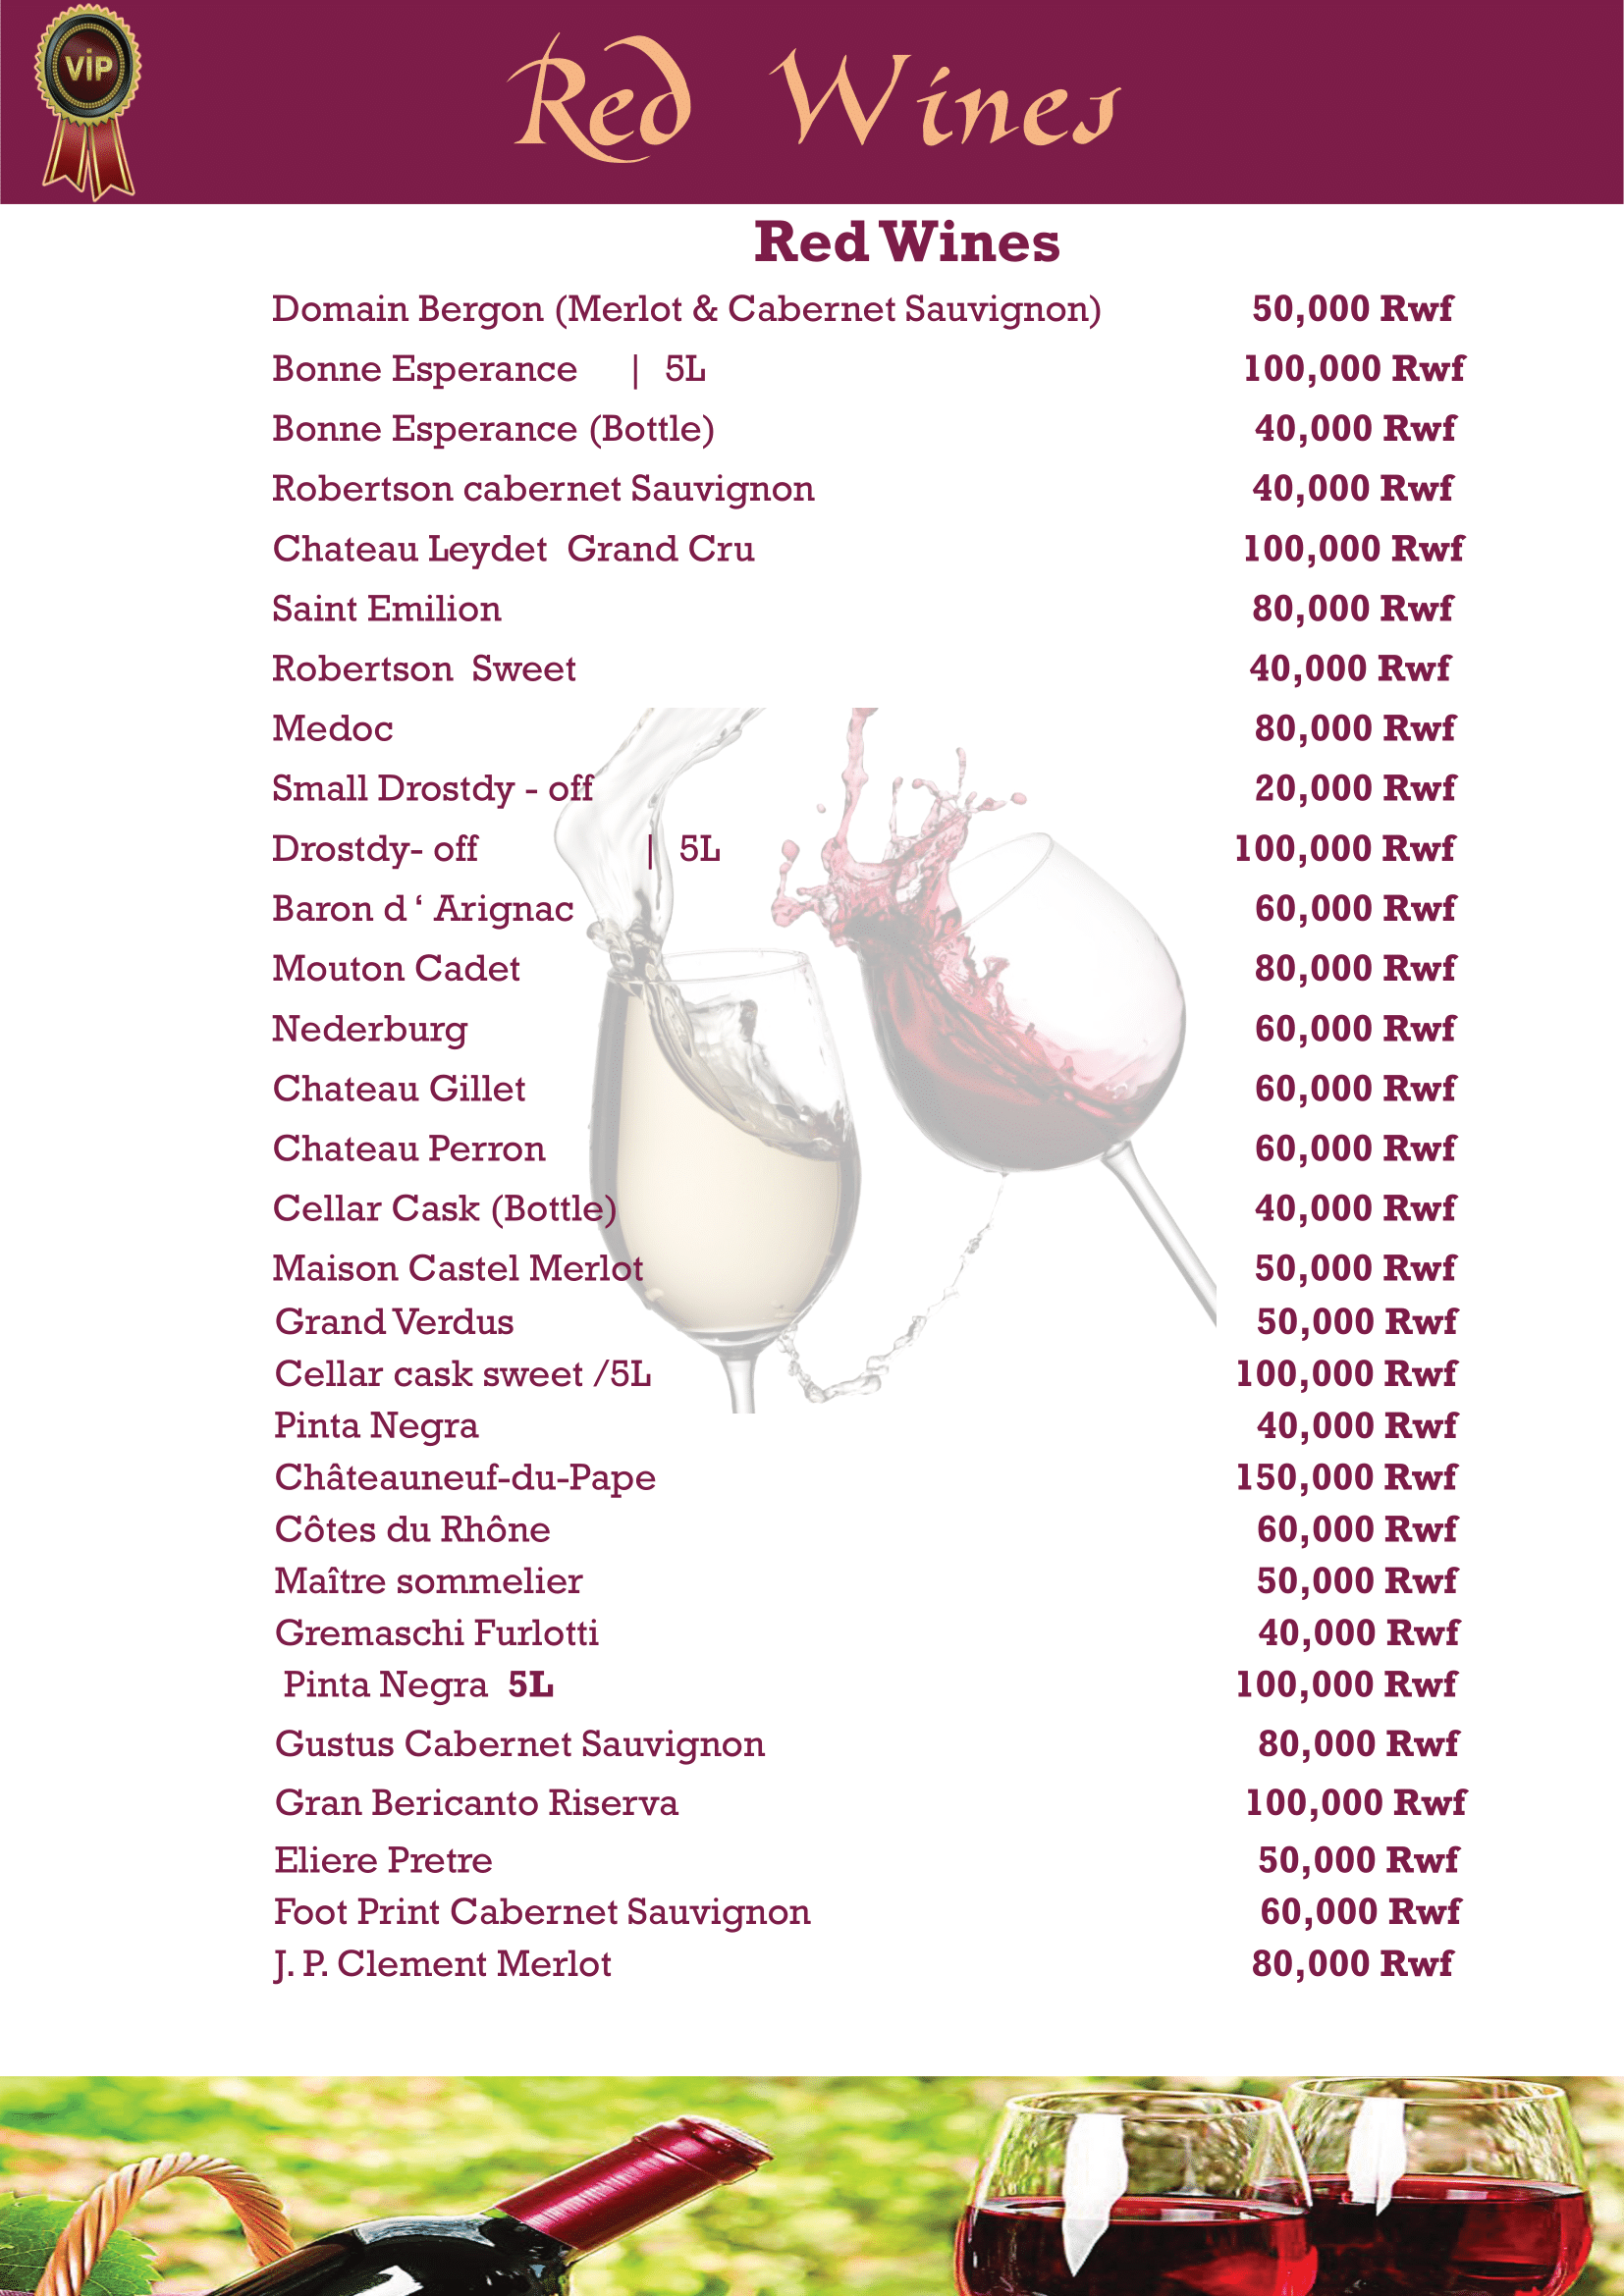 VIP
Red Wines
Red Wines
Domain Bergon (Merlot & Cabernet Sauvignon) 50,000 Rwf
Bonne Esperance | 5L 100,000 Rwf
Bonne Esperance (Bottle) 40,000 Rwf
Robertson cabernet Sauvignon 40,000 Rwf
Chateau Leydet Grand Cru 100,000 Rwf
Saint Emilion 80,000 Rwf
Robertson Sweet 40,000 Rwf
Medoc 80,000 Rwf
Small Drostdy - off 20,000 Rwf
Drostdy- off | 5L 100,000 Rwf
Baron d ‘ Arignac 60,000 Rwf
Mouton Cadet 80,000 Rwf
Nederburg 60,000 Rwf
Chateau Gillet 60,000 Rwf
Chateau Perron 60,000 Rwf
Cellar Cask (Bottle) 40,000 Rwf
Maison Castel Merlot 50,000 Rwf
Grand Verdus 50,000 Rwf
Cellar cask sweet /5L 100,000 Rwf
Pinta Negra 40,000 Rwf
Châteauneuf-du-Pape 150,000 Rwf
Côtes du Rhône 60,000 Rwf
Maître sommelier 50,000 Rwf
Gremaschi Furlotti 40,000 Rwf
Pinta Negra 5L 100,000 Rwf
Gustus Cabernet Sauvignon 80,000 Rwf
Gran Bericanto Riserva 100,000 Rwf
Eliere Pretre 50,000 Rwf
Foot Print Cabernet Sauvignon 60,000 Rwf
J. P. Clement Merlot 80,000 Rwf